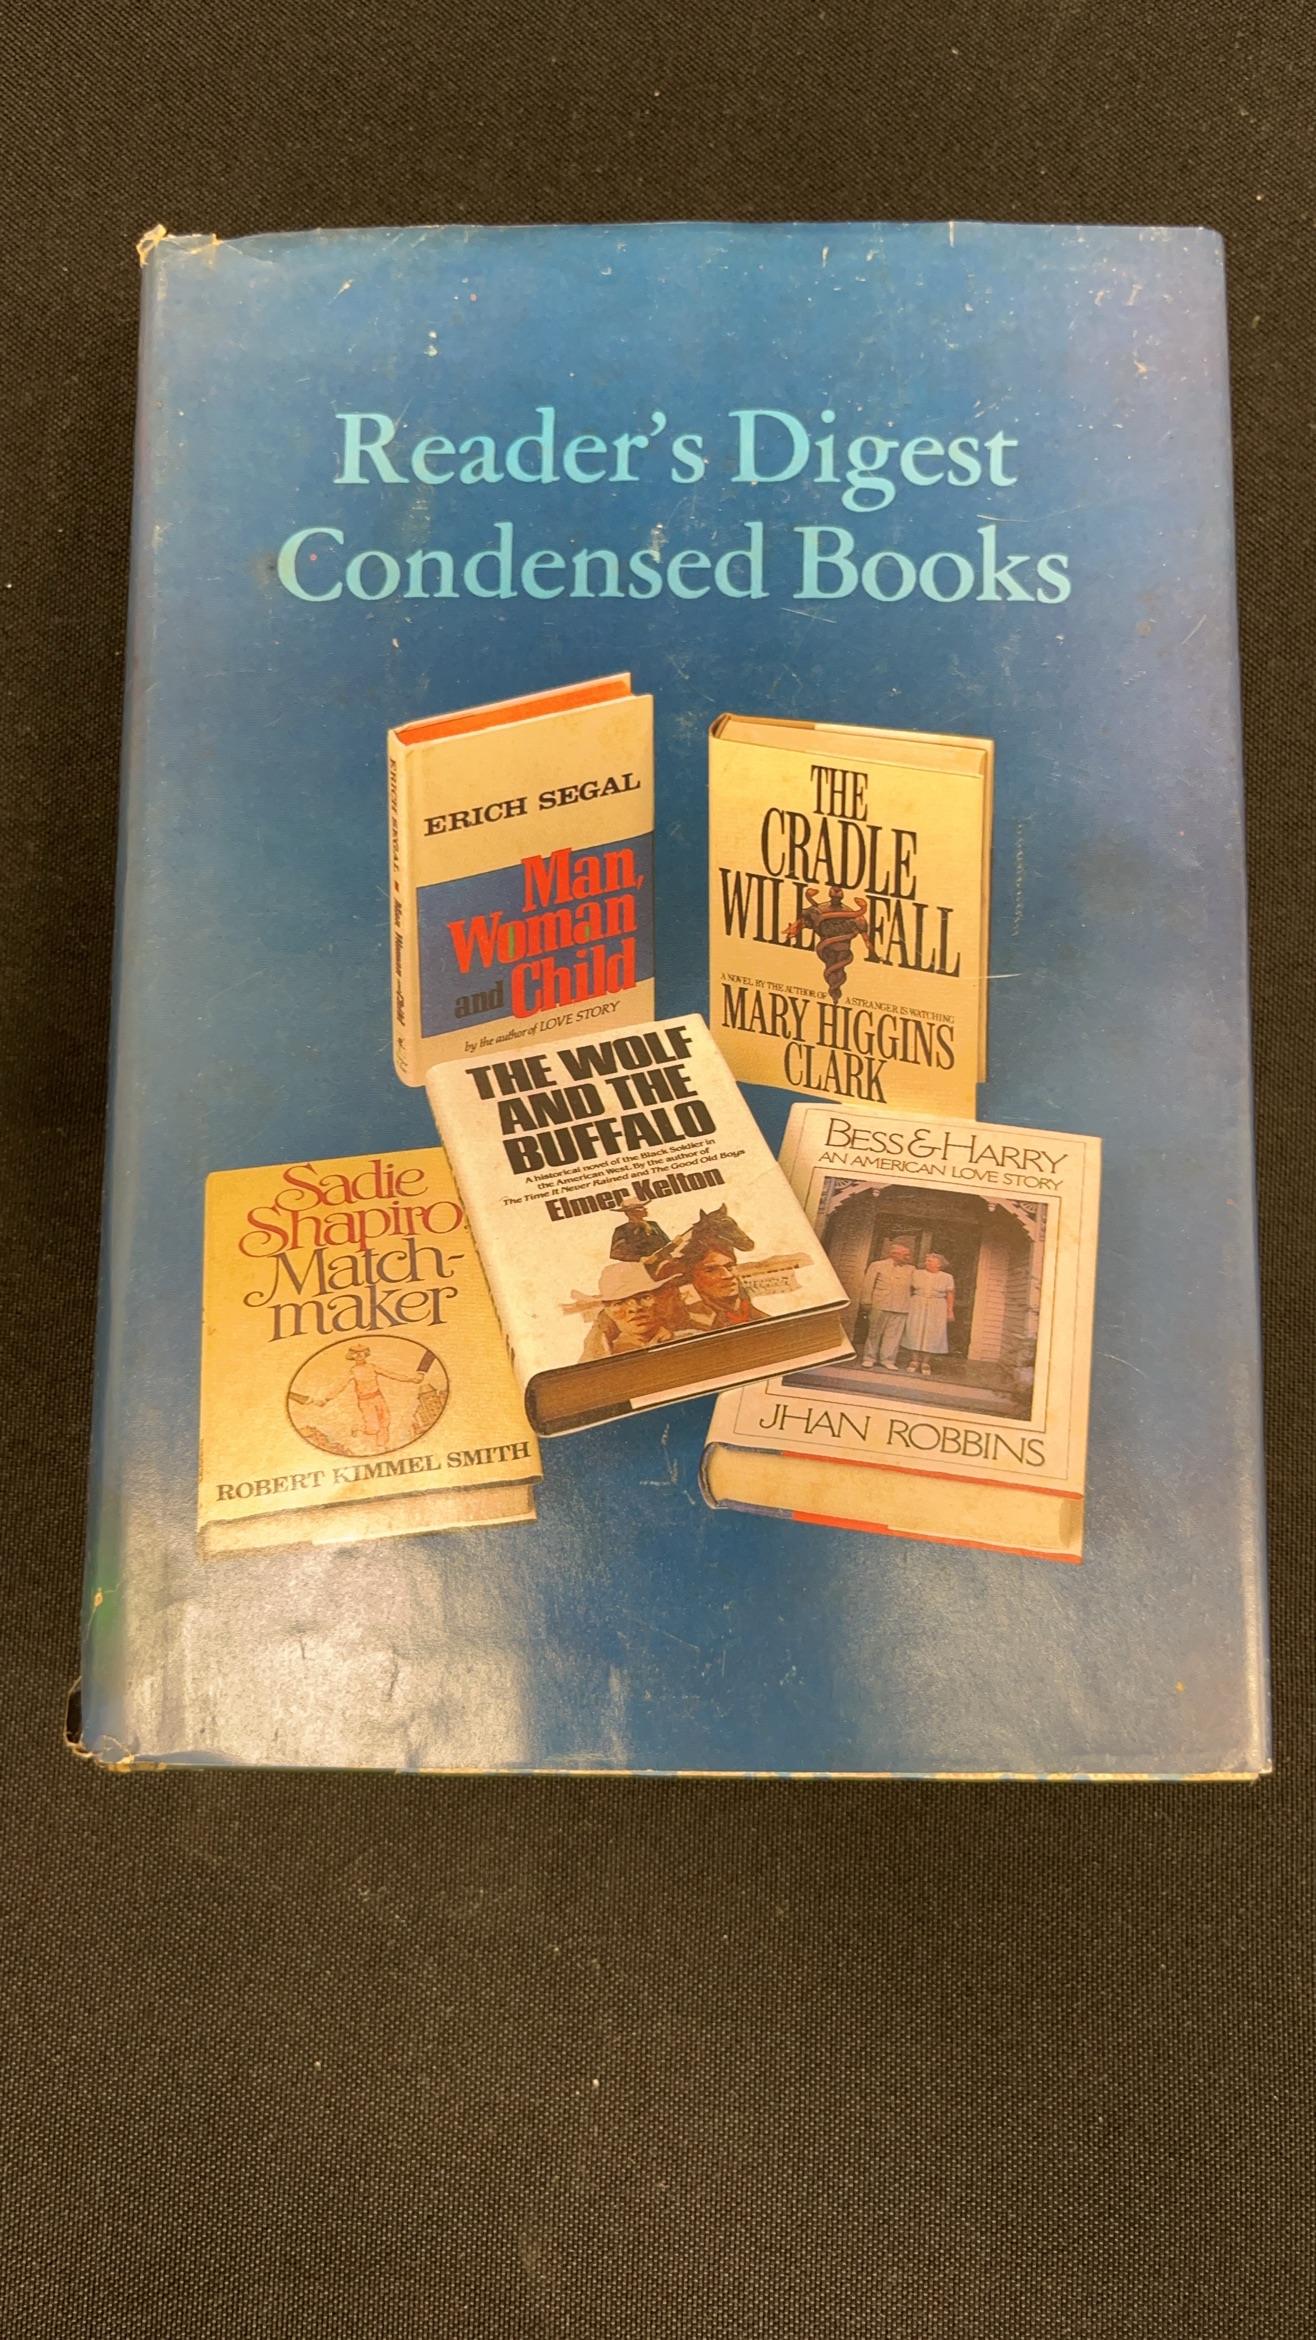 Reader's Digest
Condensed Books
ERICH SEGAL
Man,
Woman
and Child
by the author of LOVE STORY
ERICH SEGAL Man, Woman and Child
THE
CRADLE
WILL FALL
A NOVEL BY THE AUTHOR OF A STRANGER IS WATCHING
MARY HIGGINS
CLARK
THE WOLF
AND THE
BUFFALO
A historical novel of the Black Soldier in
the American West. By the author of
The Time It Never Rained and The Good Old Boys
Elmer Kelton
Sadie
Shapiro,
Match-
maker
ROBERT KIMMEL SMITH
BESS & HARRY
AN AMERICAN LOVE STORY
JHAN ROBBINS